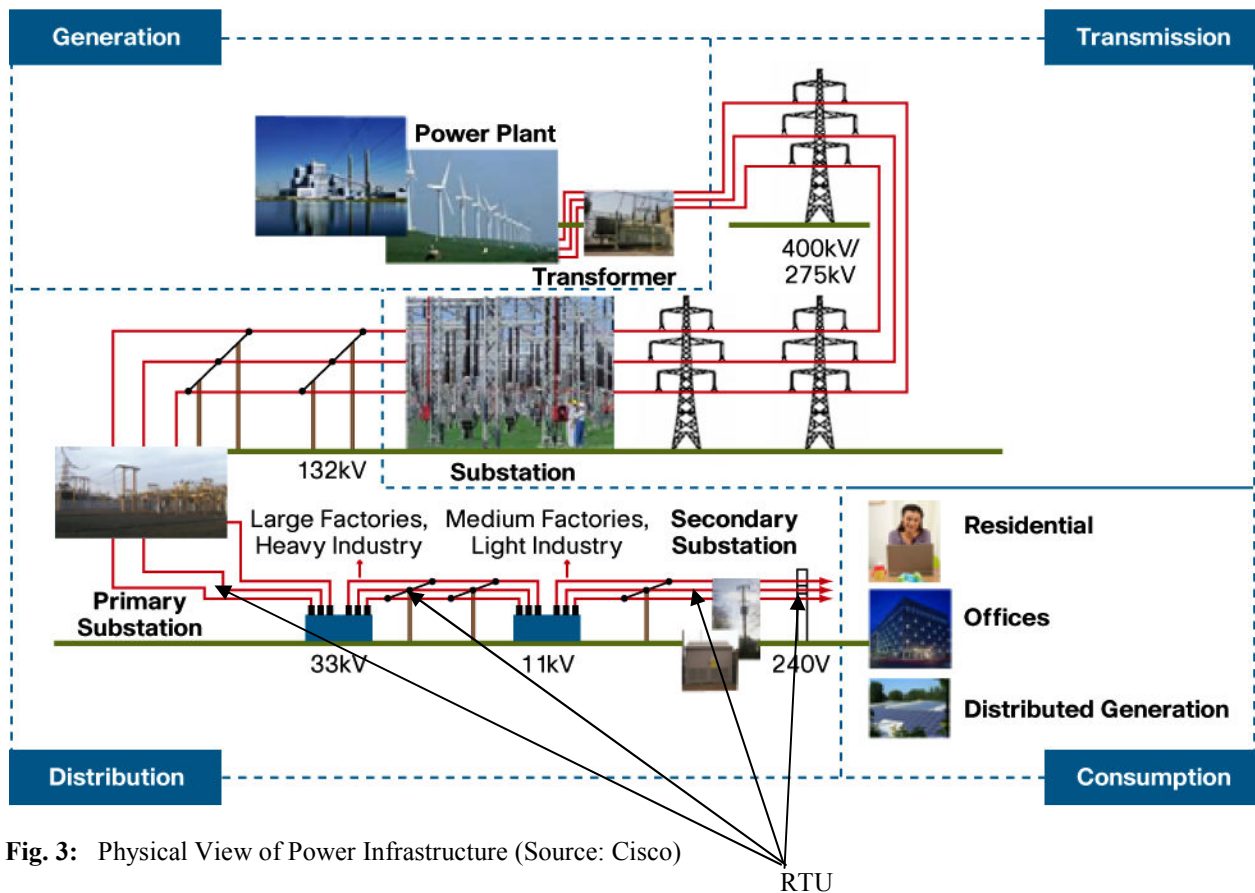 Generation
Transmission
Power Plant
Transformer
400kV/
275kV
132kV
Substation
Large Factories,
Heavy Industry
Medium Factories,
Light Industry
Secondary
Substation
Primary
Substation
33kV
11kV
240V
Residential
Offices
Distributed Generation
Distribution
Consumption
Fig. 3: Physical View of Power Infrastructure (Source: Cisco)
RTU